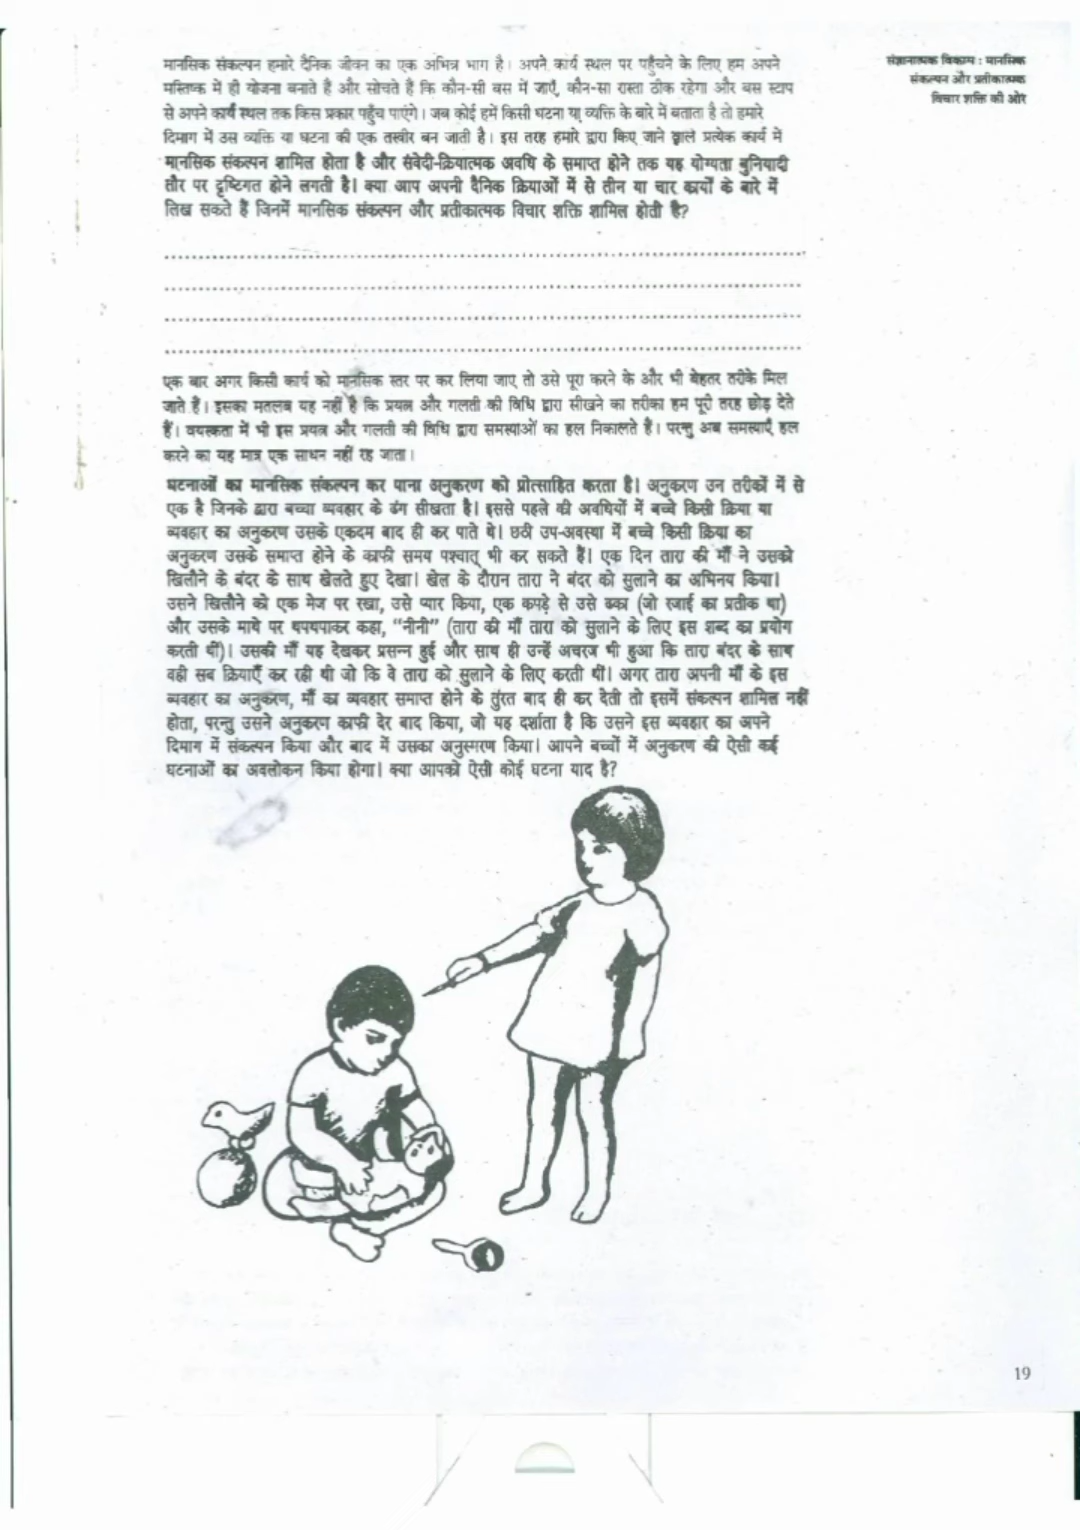 संज्ञानात्मक विकास : मानसिक
संकल्पन और प्रतीकात्मक
विचार शक्ति की ओर
मानसिक संकल्पन हमारे दैनिक जीवन का एक अभिन्न भाग है। अपने कार्य स्थल पर पहुँचने के लिए हम अपने
मस्तिष्क में ही योजना बनाते हैं और सोचते हैं कि कौन-सी बस में जाएँ, कौन-सा रास्ता ठीक रहेगा और बस स्टाप
से अपने कार्य स्थल तक किस प्रकार पहुँच पाएंगे। जब कोई हमें किसी घटना या व्यक्ति के बारे में बताता है तो हमारे
दिमाग में उस व्यक्ति या घटना की एक तस्वीर बन जाती है। इस तरह हमारे द्वारा किए जाने वाले प्रत्येक कार्य में
मानसिक संकल्पन शामिल होता है और संवेदी-क्रियात्मक अवधि के समाप्त होने तक यह योग्यता बुनियादी
तौर पर दृष्टिगत होने लगती है। क्या आप अपनी दैनिक क्रियाओं में से तीन या चार कार्यों के बारे में
लिख सकते हैं जिनमें मानसिक संकल्पन और प्रतीकात्मक विचार शक्ति शामिल होती है?
एक बार अगर किसी कार्य को मानसिक स्तर पर कर लिया जाए तो उसे पूरा करने के और भी बेहतर तरीके मिल
जाते हैं। इसका मतलब यह नहीं है कि प्रयत्न और गलती की विधि द्वारा सीखने का तरीका हम पूरी तरह छोड़ देते
हैं। वयस्कता में भी हम प्रयत्न और गलती की विधि द्वारा समस्याओं का हल निकालते हैं। परन्तु अब समस्याएँ हल
करने का यह मात्र एक साधन नहीं रह जाता।
घटनाओं का मानसिक संकल्पन कर पाना अनुकरण को प्रोत्साहित करता है। अनुकरण उन तरीकों में से
एक है जिनके द्वारा बच्चा व्यवहार के ढंग सीखता है। इससे पहले की अवधियों में बच्चे किसी क्रिया या
व्यवहार का अनुकरण उसके एकदम बाद ही कर पाते थे। छठी उप-अवस्था में बच्चे किसी क्रिया का
अनुकरण उसके समाप्त होने के काफी समय पश्चात् भी कर सकते हैं। एक दिन तारा की माँ ने उसको
खिलौने के बंदर के साथ खेलते हुए देखा। खेल के दौरान तारा ने बंदर को सुलाने का अभिनय किया।
उसने खिलौने को एक मेज पर रखा, उसे प्यार किया, एक कपड़े से उसे ढका (जो रजाई का प्रतीक था)
और उसके माथे पर थपथपाकर कहा, “नीनी” (तारा की माँ तारा को सुलाने के लिए इस शब्द का प्रयोग
करती थीं)। उसकी माँ यह देखकर प्रसन्न हुई और साथ ही उन्हें अचरज भी हुआ कि तारा बंदर के साथ
वही सब क्रियाएँ कर रही थी जो कि वे तारा को सुलाने के लिए करती थीं। अगर तारा अपनी माँ के इस
व्यवहार का अनुकरण, माँ का व्यवहार समाप्त होने के तुंरत बाद ही कर देती तो इसमें संकल्पन शामिल नहीं
होता, परन्तु उसने अनुकरण काफी देर बाद किया, जो यह दर्शाता है कि उसने इस व्यवहार का अपने
दिमाग में संकल्पन किया और बाद में उसका अनुस्मरण किया। आपने बच्चों में अनुकरण की ऐसी कई
घटनाओं का अवलोकन किया होगा। क्या आपको ऐसी कोई घटना याद है?
19